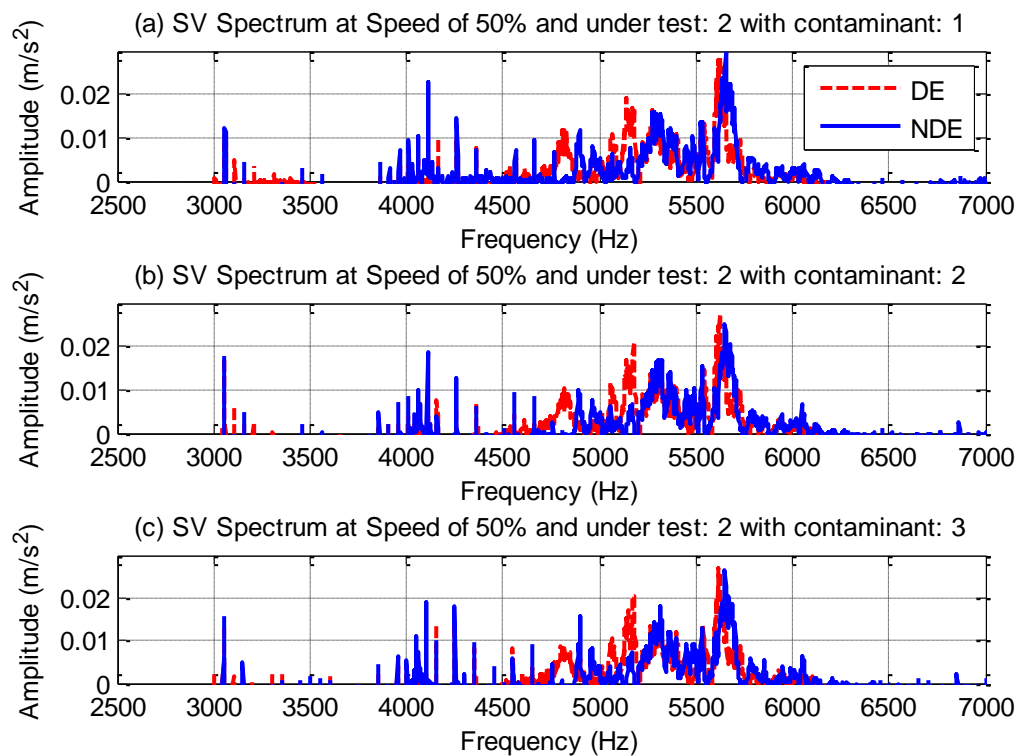 (a) SV Spectrum at Speed of 50% and under test: 2 with contaminant: 1
Amplitude (m/s²)
0.02
0.01
0
DE
NDE
2500 3000 3500 4000 4500 5000 5500 6000 6500 7000
Frequency (Hz)
(b) SV Spectrum at Speed of 50% and under test: 2 with contaminant: 2
Amplitude (m/s²)
0.02
0.01
0
2500 3000 3500 4000 4500 5000 5500 6000 6500 7000
Frequency (Hz)
(c) SV Spectrum at Speed of 50% and under test: 2 with contaminant: 3
Amplitude (m/s²)
0.02
0.01
0
2500 3000 3500 4000 4500 5000 5500 6000 6500 7000
Frequency (Hz)